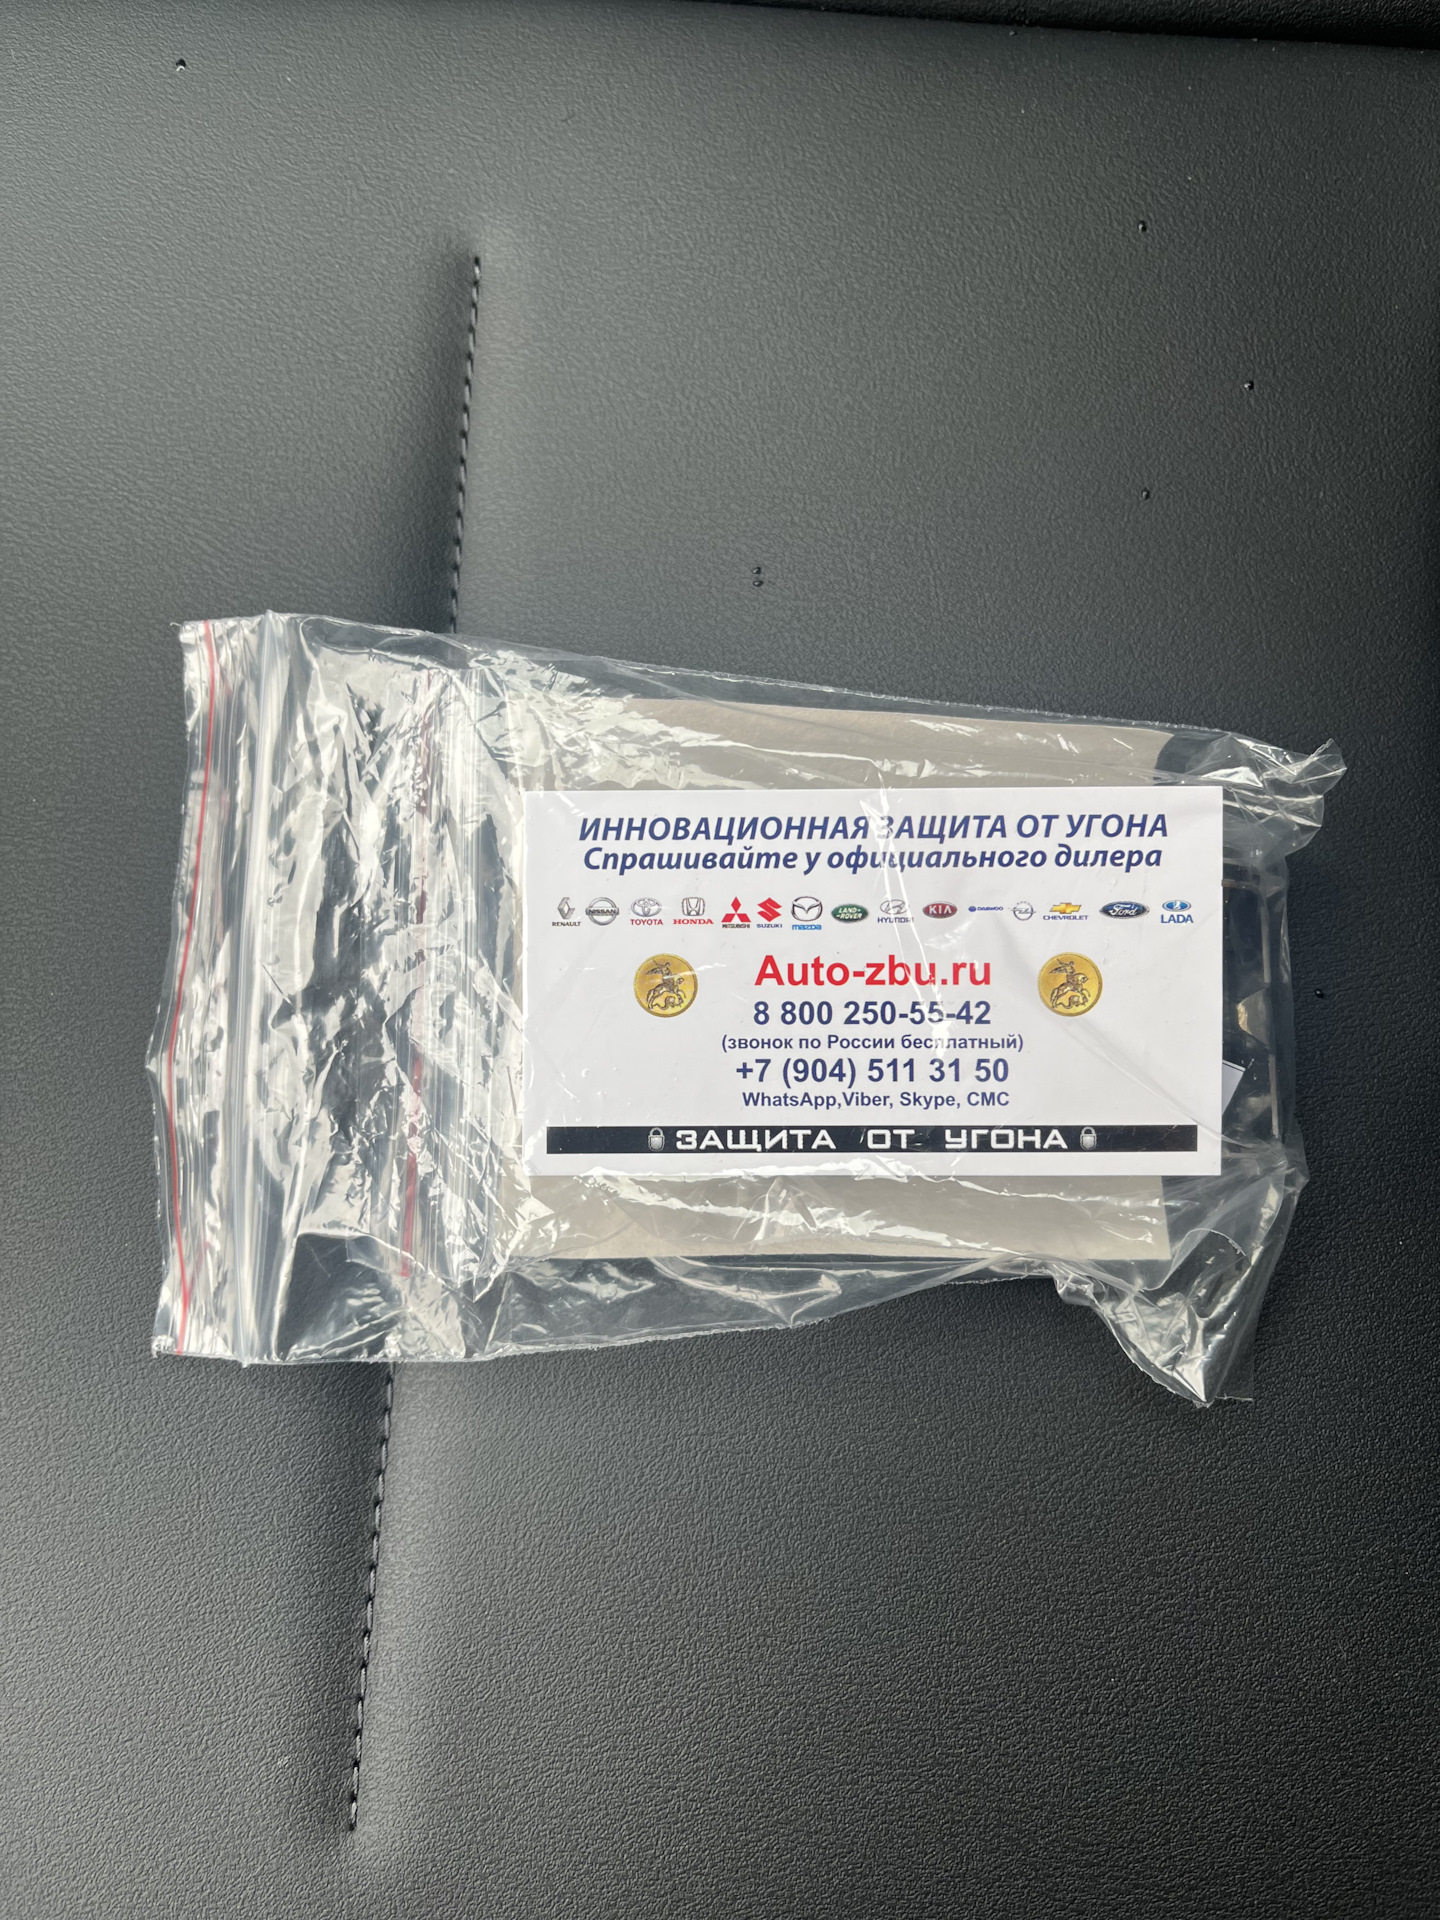 ИННОВАЦИОННАЯ ЗАЩИТА ОТ УГОНА
Спрашивайте у официального дилера
RENAULT NISSAN TOYOTA HONDA MITSUBISHI SUZUKI mazda LAND-ROVER HYUNDAI KIA DAEWOO CHEVROLET Ford LADA
Auto-zbu.ru
8 800 250-55-42
(звонок по России бесплатный)
+7 (904) 511 31 50
WhatsApp,Viber, Skype, СМС
ЗАЩИТА ОТ УГОНА